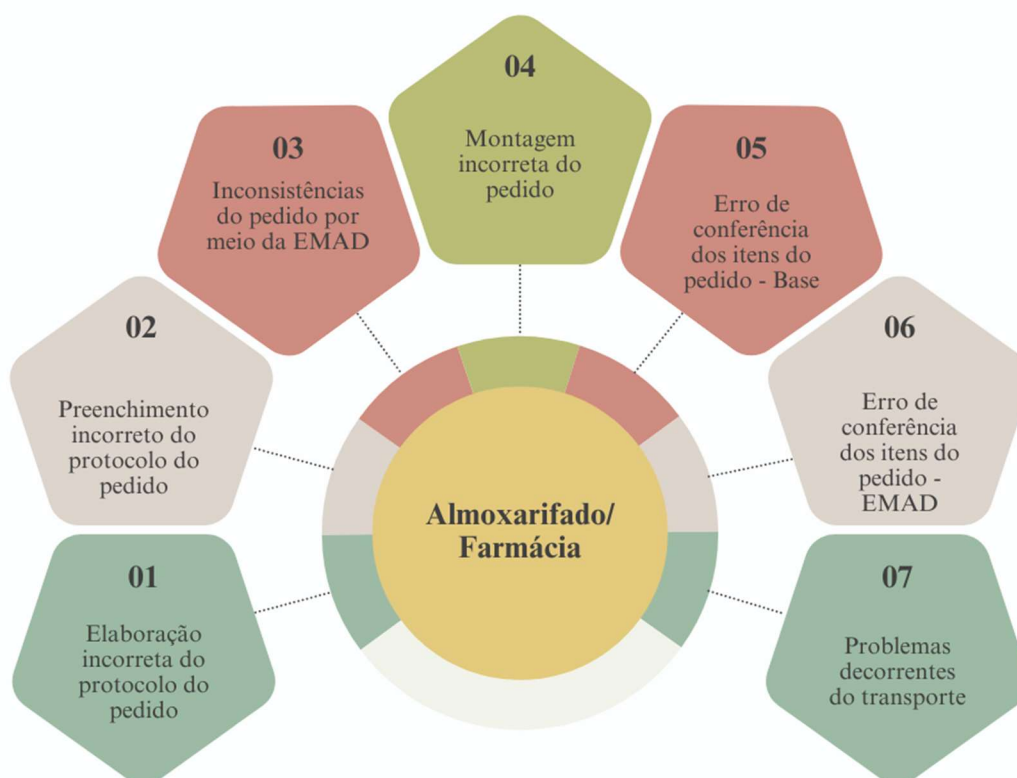 01
Elaboração
incorreta do
protocolo do
pedido
02
Preenchimento
incorreto do
protocolo do
pedido
03
Inconsistências
do pedido por
meio da EMAD
04
Montagem
incorreta do
pedido
05
Erro de
conferência
dos itens do
pedido - Base
06
Erro de
conferência
dos itens do
pedido -
EMAD
07
Problemas
decorrentes
do transporte
Almoxarifado/
Farmácia